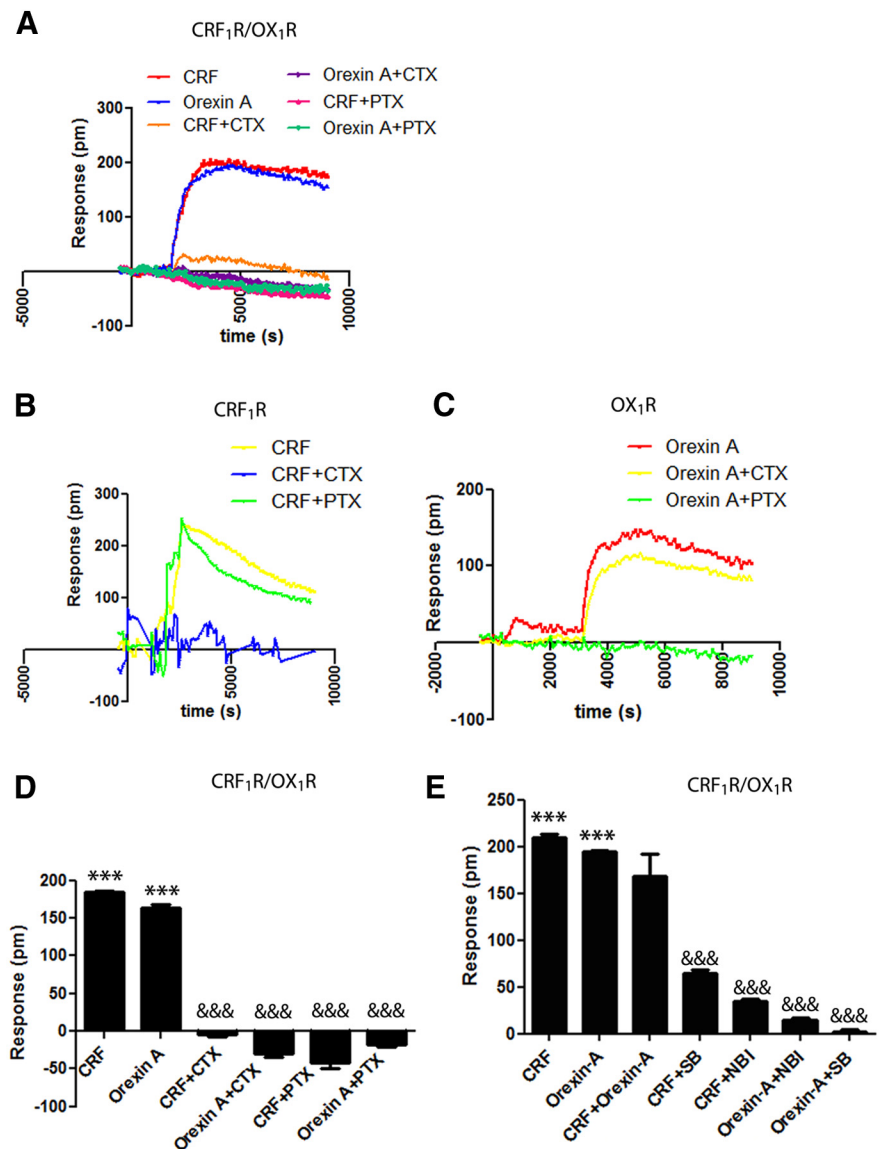 A
CRF₁R/OX₁R
CRF
Orexin A
CRF+CTX
Orexin A+CTX
CRF+PTX
Orexin A+PTX
Response (pm)
300
200
100
-100
-5000
5000
10000
time (s)
B
CRF₁R
CRF
CRF+CTX
CRF+PTX
Response (pm)
300
200
100
-100
-5000
5000
10000
time (s)
C
OX₁R
Orexin A
Orexin A+CTX
Orexin A+PTX
Response (pm)
200
100
-100
-2000
2000
4000
6000
8000
10000
time (s)
D
CRF₁R/OX₁R
Response (pm)
200
150
100
50
0
-50
-100
***
***
&&&
&&&
&&&
&&&
CRF
Orexin A
CRF+CTX
Orexin A+CTX
CRF+PTX
Orexin A+PTX
E
CRF₁R/OX₁R
Response (pm)
250
200
150
100
50
0
***
***
&&&
&&&
&&&
&&&
CRF
Orexin-A
CRF+Orexin-A
CRF+SB
CRF+NBI
Orexin-A+NBI
Orexin-A+SB